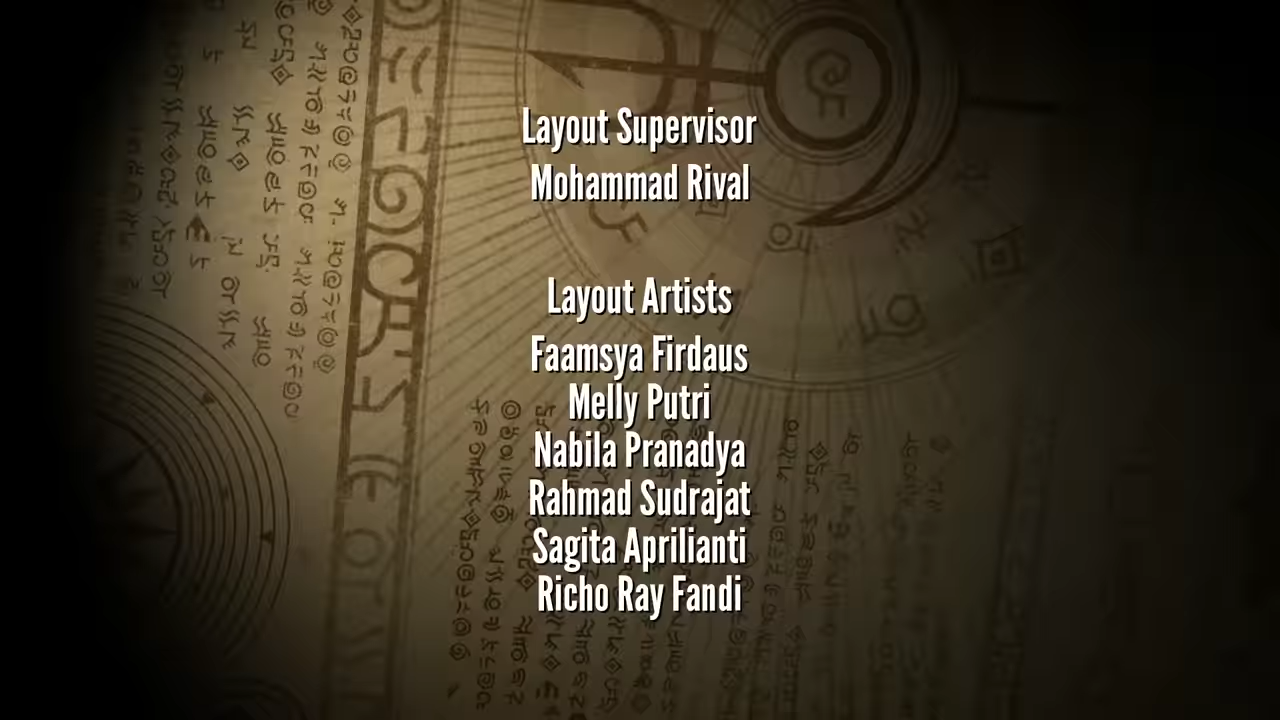 Layout Supervisor
Mohammad Rival
Layout Artists
Faamsya Firdaus
Melly Putri
Nabila Pranadya
Rahmad Sudrajat
Sagita Aprilianti
Richo Ray Fandi